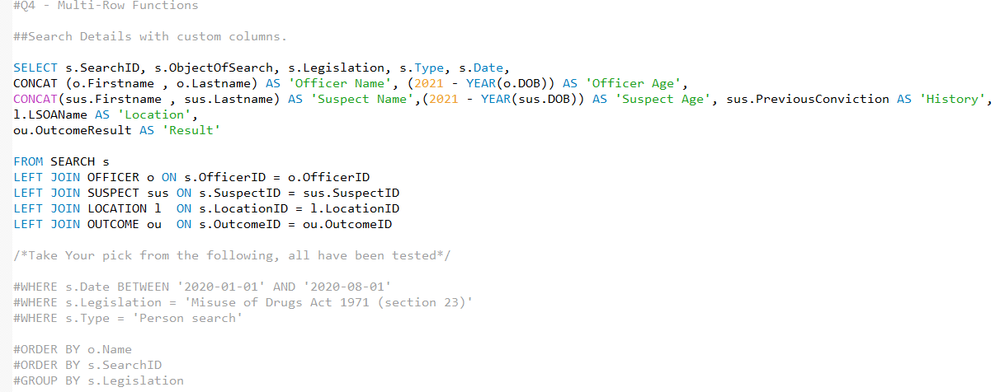 #Q4 - Multi-Row Functions
##Search Details with custom columns.
SELECT s.SearchID, s.ObjectOfSearch, s.Legislation, s.Type, s.Date,
CONCAT (o.Firstname , o.Lastname) AS 'Officer Name', (2021 - YEAR(o.DOB)) AS 'Officer Age',
CONCAT(sus.Firstname , sus.Lastname) AS 'Suspect Name',(2021 - YEAR(sus.DOB)) AS 'Suspect Age', sus.PreviousConviction AS 'History',
l.LSOAName AS 'Location',
ou.OutcomeResult AS 'Result'
FROM SEARCH s
LEFT JOIN OFFICER o ON s.OfficerID = o.OfficerID
LEFT JOIN SUSPECT sus ON s.SuspectID = sus.SuspectID
LEFT JOIN LOCATION l  ON s.LocationID = l.LocationID
LEFT JOIN OUTCOME ou  ON s.OutcomeID = ou.OutcomeID
/*Take Your pick from the following, all have been tested*/
#WHERE s.Date BETWEEN '2020-01-01' AND '2020-08-01'
#WHERE s.Legislation = 'Misuse of Drugs Act 1971 (section 23)'
#WHERE s.Type = 'Person search'
#ORDER BY o.Name
#ORDER BY s.SearchID
#GROUP BY s.Legislation